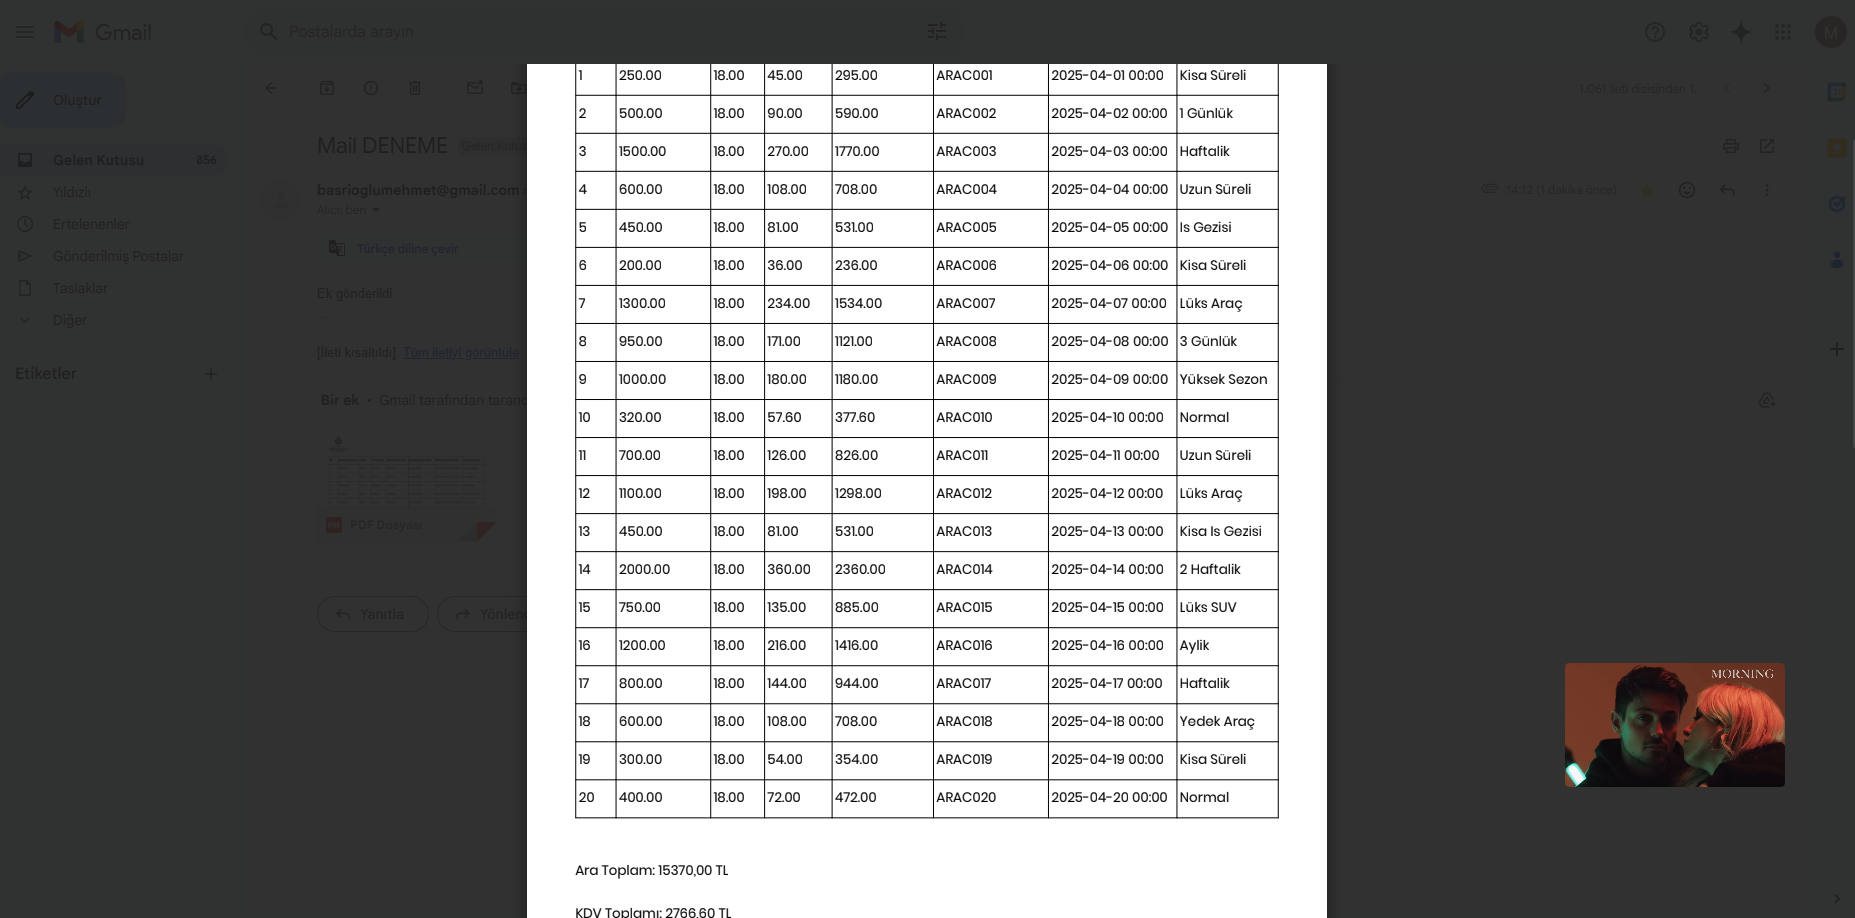 Gmail
Postalarda arayın
M
Oluştur
1.061 ileti dizisinden 1.
Mail DENEME Gelen Kutusu
Gelen Kutusu 856
Yıldızlı
Ertelenenler
Gönderilmiş Postalar
Taslaklar
Diğer
Etiketler
basrioglumehmet@gmail.com
14:12 (1 dakika önce)
Alıcı: ben
Türkçe diline çevir
Ek gönderildi
[İleti kısaltıldı] Tüm iletiyi görüntüle
Bir ek • Gmail tarafından
PDF Dosyası
Yanıtla
1 250.00 18.00 45.00 295.00 ARAC001 2025-04-01 00:00 Kisa Süreli
2 500.00 18.00 90.00 590.00 ARAC002 2025-04-02 00:00 1 Günlük
3 1500.00 18.00 270.00 1770.00 ARAC003 2025-04-03 00:00 Haftalik
4 600.00 18.00 108.00 708.00 ARAC004 2025-04-04 00:00 Uzun Süreli
5 450.00 18.00 81.00 531.00 ARAC005 2025-04-05 00:00 Is Gezisi
6 200.00 18.00 36.00 236.00 ARAC006 2025-04-06 00:00 Kisa Süreli
7 1300.00 18.00 234.00 1534.00 ARAC007 2025-04-07 00:00 Lüks Araç
8 950.00 18.00 171.00 1121.00 ARAC008 2025-04-08 00:00 3 Günlük
9 1000.00 18.00 180.00 1180.00 ARAC009 2025-04-09 00:00 Yüksek Sezon
10 320.00 18.00 57.60 377.60 ARAC010 2025-04-10 00:00 Normal
11 700.00 18.00 126.00 826.00 ARAC011 2025-04-11 00:00 Uzun Süreli
12 1100.00 18.00 198.00 1298.00 ARAC012 2025-04-12 00:00 Lüks Araç
13 450.00 18.00 81.00 531.00 ARAC013 2025-04-13 00:00 Kisa Is Gezisi
14 2000.00 18.00 360.00 2360.00 ARAC014 2025-04-14 00:00 2 Haftalik
15 750.00 18.00 135.00 885.00 ARAC015 2025-04-15 00:00 Lüks SUV
16 1200.00 18.00 216.00 1416.00 ARAC016 2025-04-16 00:00 Aylik
17 800.00 18.00 144.00 944.00 ARAC017 2025-04-17 00:00 Haftalik
18 600.00 18.00 108.00 708.00 ARAC018 2025-04-18 00:00 Yedek Araç
19 300.00 18.00 54.00 354.00 ARAC019 2025-04-19 00:00 Kisa Süreli
20 400.00 18.00 72.00 472.00 ARAC020 2025-04-20 00:00 Normal
Ara Toplam: 15370,00 TL
KDV Toplamı: 2766,60 TL
MORNING